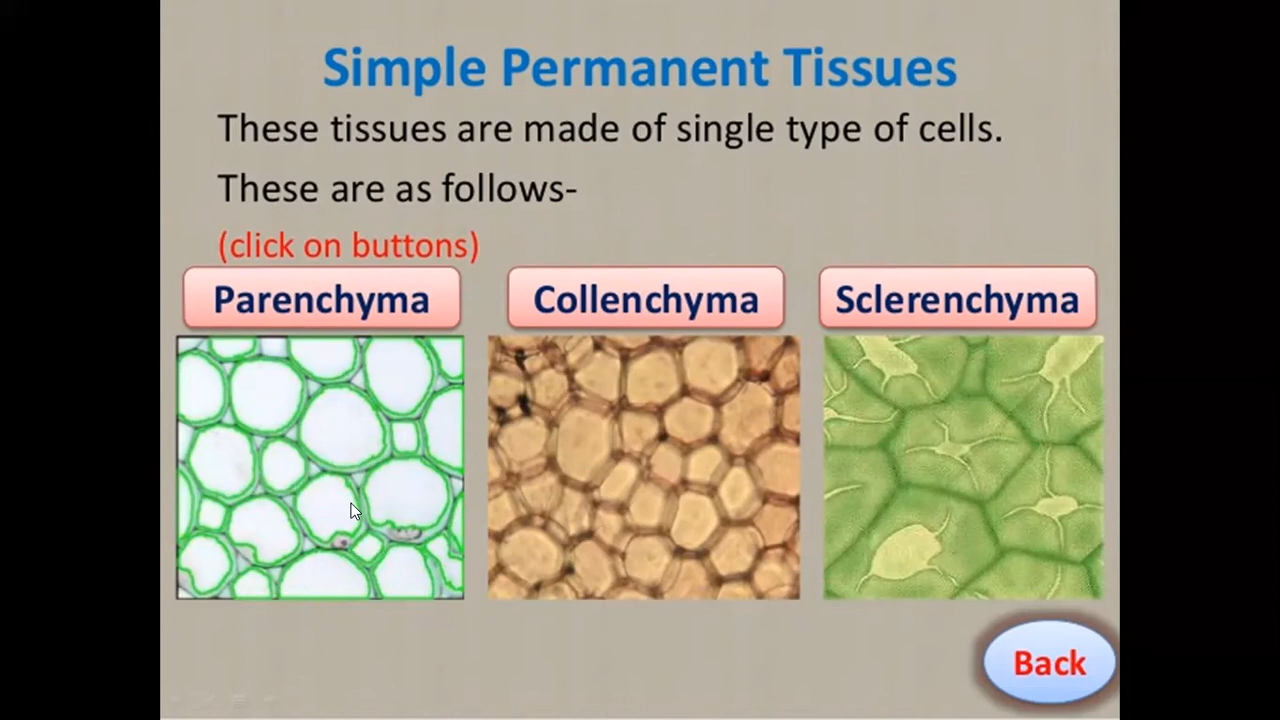 Simple Permanent Tissues
These tissues are made of single type of cells.
These are as follows-
(click on buttons)
Parenchyma
Collenchyma
Sclerenchyma
Back